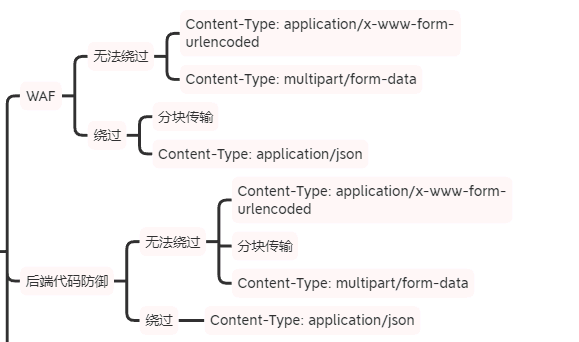 Content-Type: application/x-www-form-
urlencoded
无法绕过
Content-Type: multipart/form-data
WAF
分块传输
绕过
Content-Type: application/json
Content-Type: application/x-www-form-
urlencoded
无法绕过
分块传输
Content-Type: multipart/form-data
后端代码防御
绕过
Content-Type: application/json